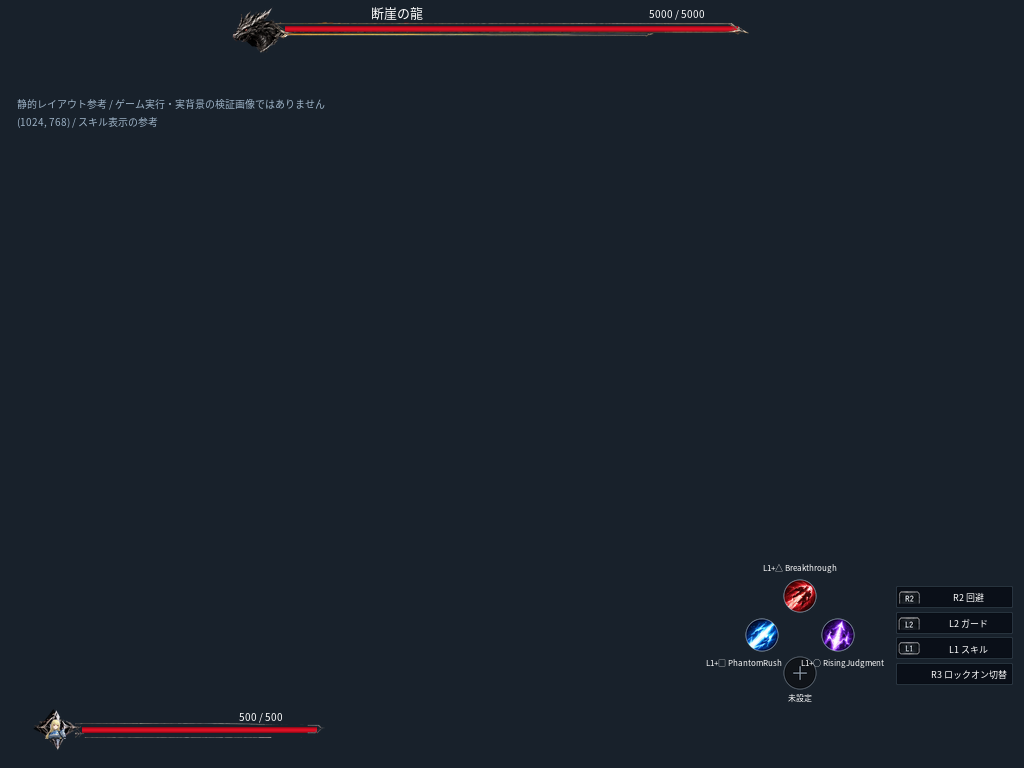 断崖の龍
5000 / 5000
静的レイアウト参考 / ゲーム実行・実背景の検証画像ではありません
(1024, 768) / スキル表示の参考
L1+△ Breakthrough
L1+□ PhantomRush
L1+○ RisingJudgment
未設定
R2 R2 回避
L2 L2 ガード
L1 L1 スキル
R3 ロックオン切替
500 / 500